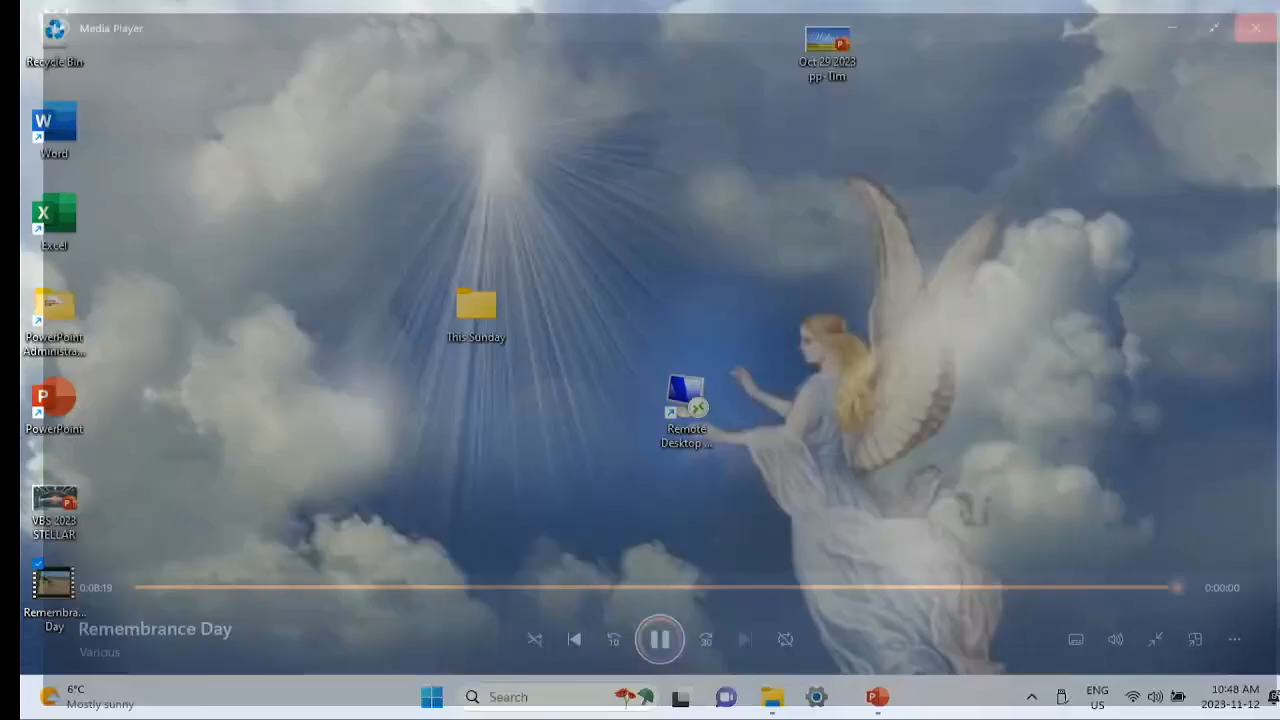 Media Player
Recycle Bin
Oct 29 2023
pp- Tim
Word
Excel
PowerPoint
Administra...
This Sunday
PowerPoint
Remote
Desktop ...
VBS 2023
STELLAR
0:08:19
0:00:00
Remembra...
Day
Remembrance Day
Various
10
30
6°C
Mostly sunny
Search
ENG
US
10:48 AM
2023-11-12